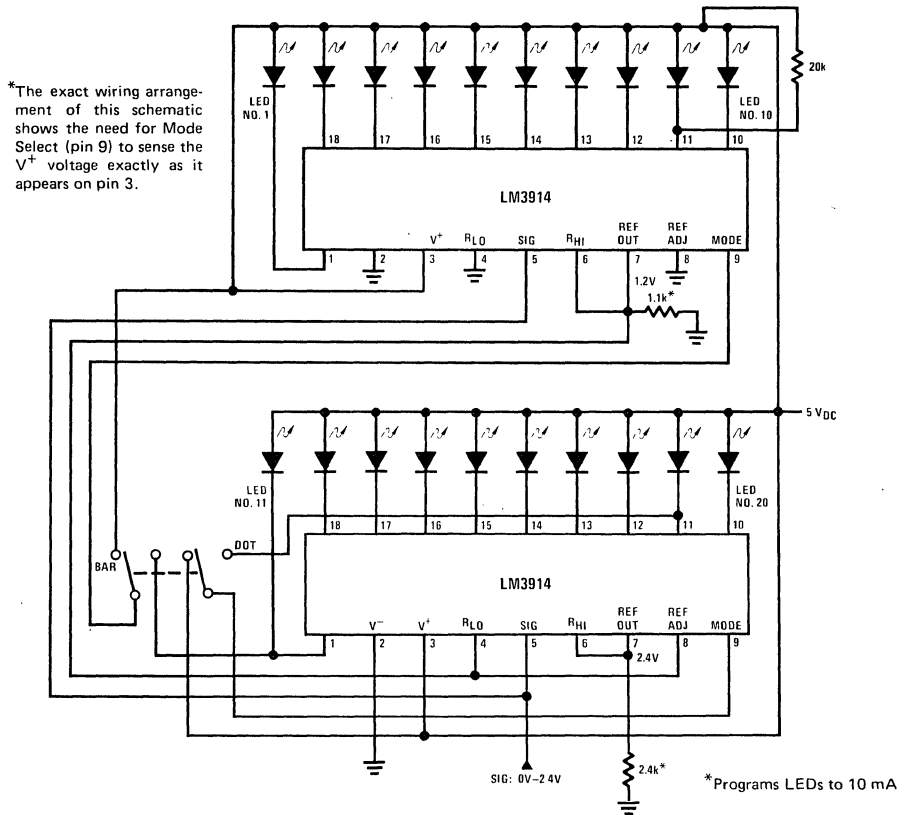 20k
*The exact wiring arrange-
ment of this schematic
shows the need for Mode
Select (pin 9) to sense the
V+ voltage exactly as it
appears on pin 3.
LED
NO. 1
LED
NO. 10
18 17 16 15 14 13 12 11 10
LM3914
V+ RLO SIG RHI REF OUT REF ADJ MODE
1 2 3 4 5 6 7 8 9
1.2V
1.1k*
5 VDC
LED
NO. 11
LED
NO. 20
18 17 16 15 14 13 12 11 10
DOT
BAR
LM3914
V− V+ RLO SIG RHI REF OUT REF ADJ MODE
1 2 3 4 5 6 7 8 9
2.4V
SIG: 0V–2 4V
2.4k*
*Programs LEDs to 10 mA